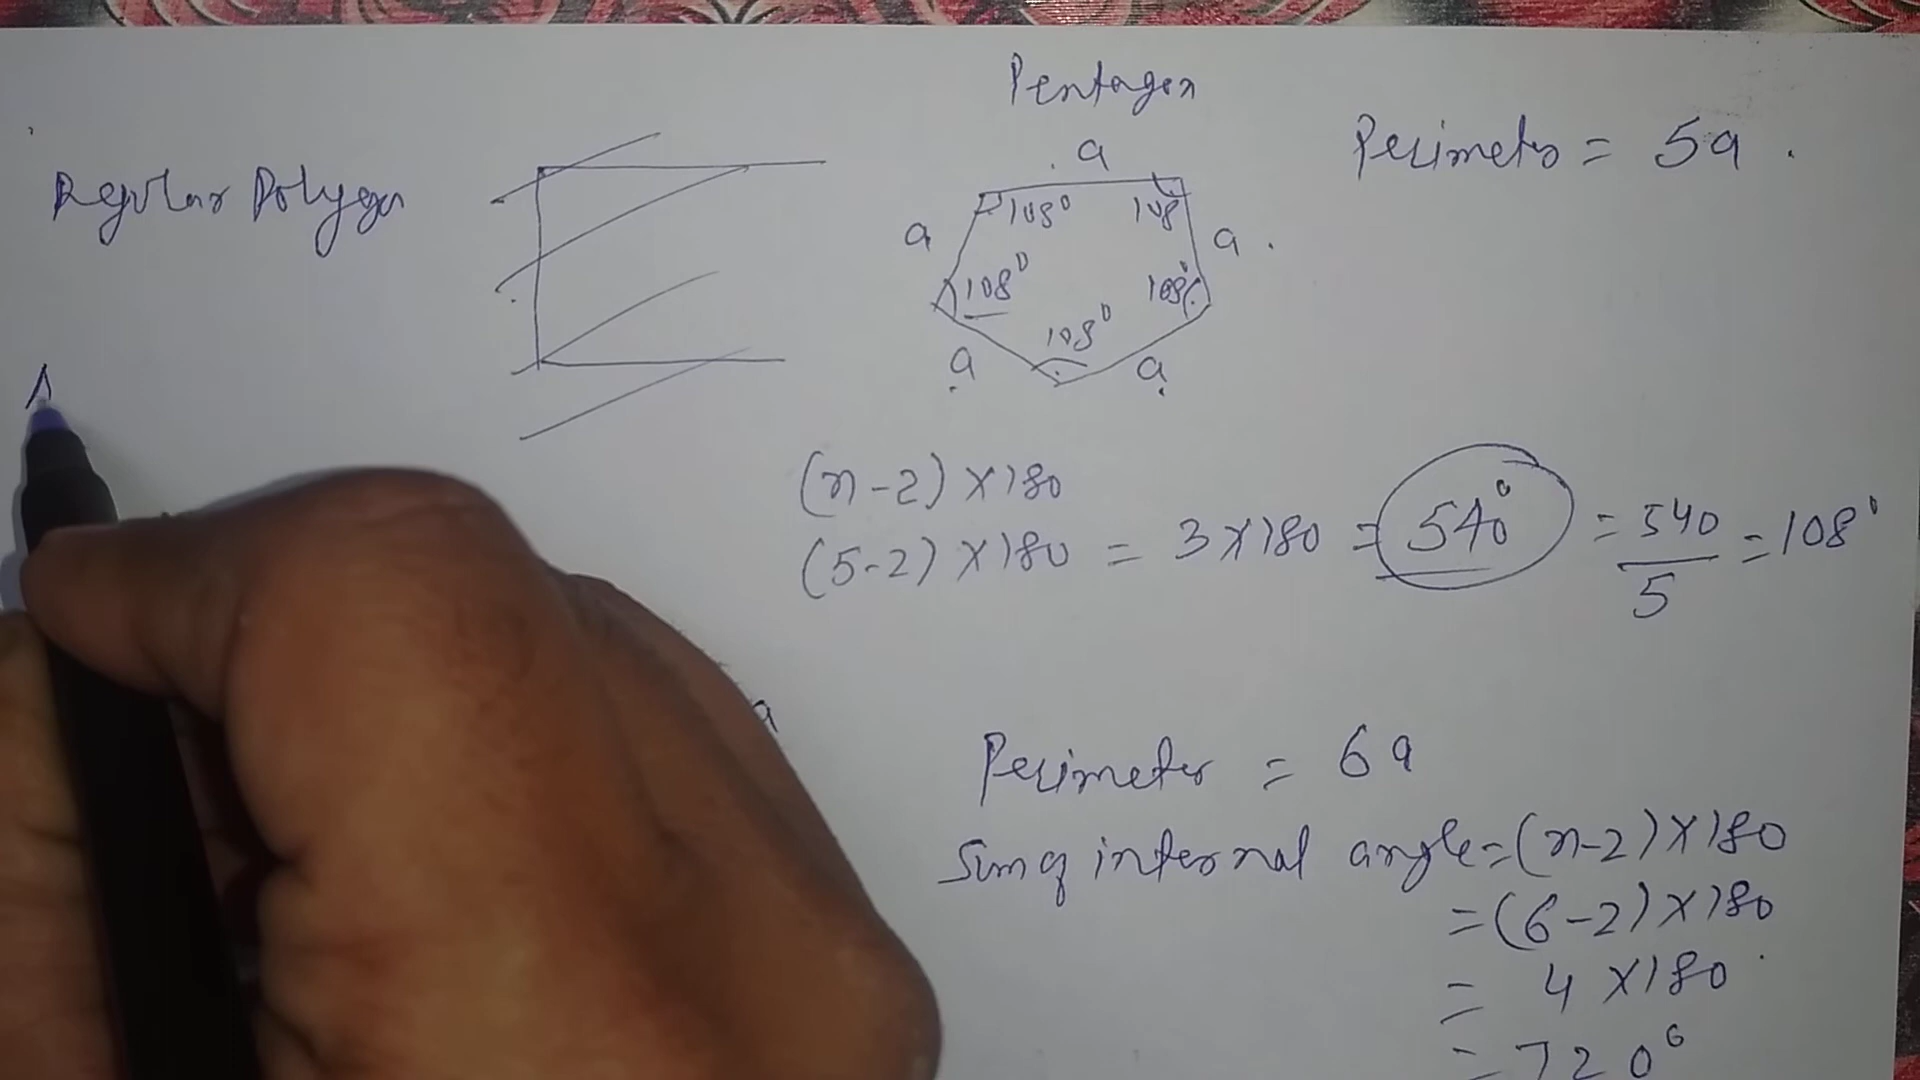 Pentagon
Regular Polygon
Perimeter = 5a .
a
108° 108
a a .
108° 108°
108°
a a
(n-2) X 180
(5-2) X 180 = 3 X 180 = 540° = 540/5 = 108°
a
Perimeter = 6a
Sum of internal angle = (n-2) X 180
= (6-2) X 180
= 4 X 180
= 720°